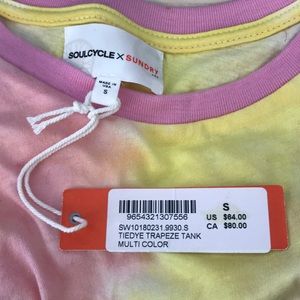 SOULCYCLE X SUNDRY
MADE IN
USA
S
9654321307556
SW10180231.9930.S
TIEDYE TRAPEZE TANK
MULTI COLOR
S
US $64.00
CA $80.00